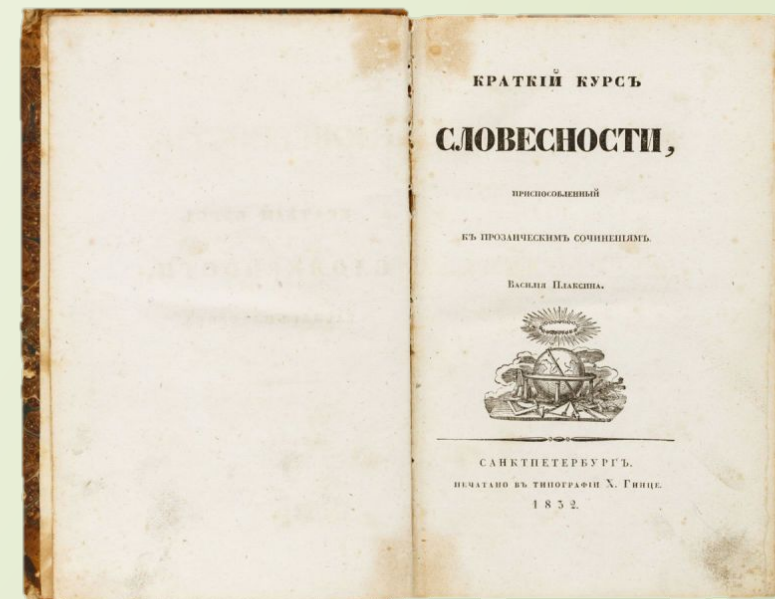 КРАТКІЙ КУРСЪ
СЛОВЕСНОСТИ,
ПРИСПОСОБЛЕННЫЙ
КЪ ПРОЗАИЧЕСКИМЪ СОЧИНЕНІЯМЪ.
Василія Плаксина.
САНКТПЕТЕРБУРГЪ.
ПЕЧАТАНО ВЪ ТИПОГРАФІИ Х. Гинце.
1832.